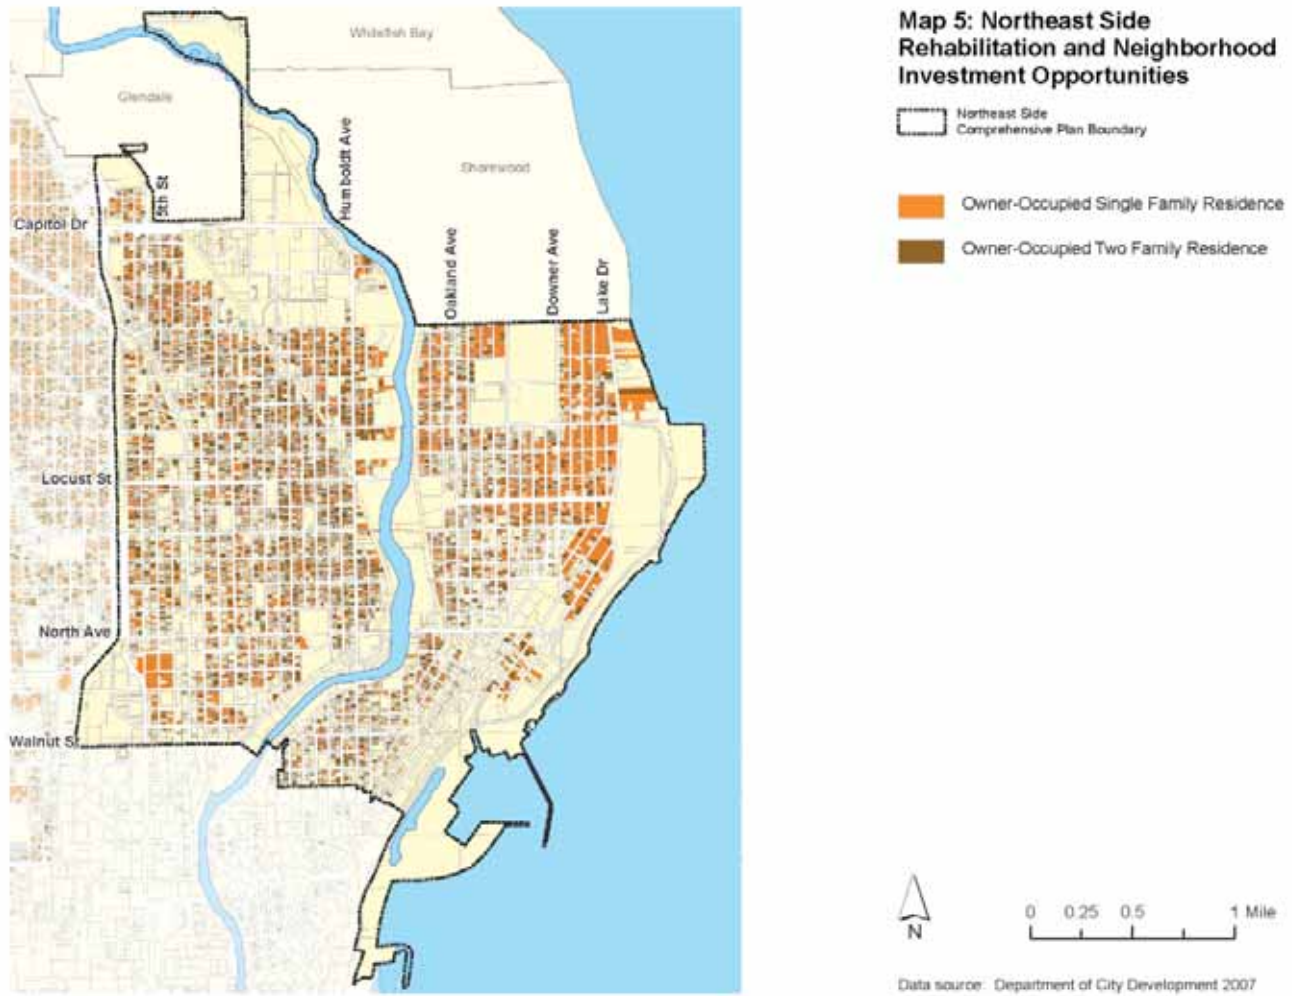 Map 5: Northeast Side
Rehabilitation and Neighborhood
Investment Opportunities
Northeast Side
Comprehensive Plan Boundary
Owner-Occupied Single Family Residence
Owner-Occupied Two Family Residence
Whitefish Bay
Glendale
Shorewood
Humboldt Ave
5th St
Capitol Dr
Oakland Ave
Downer Ave
Lake Dr
Locust St
North Ave
Walnut S
N
0 0.25 0.5 1 Mile
Data source: Department of City Development 2007